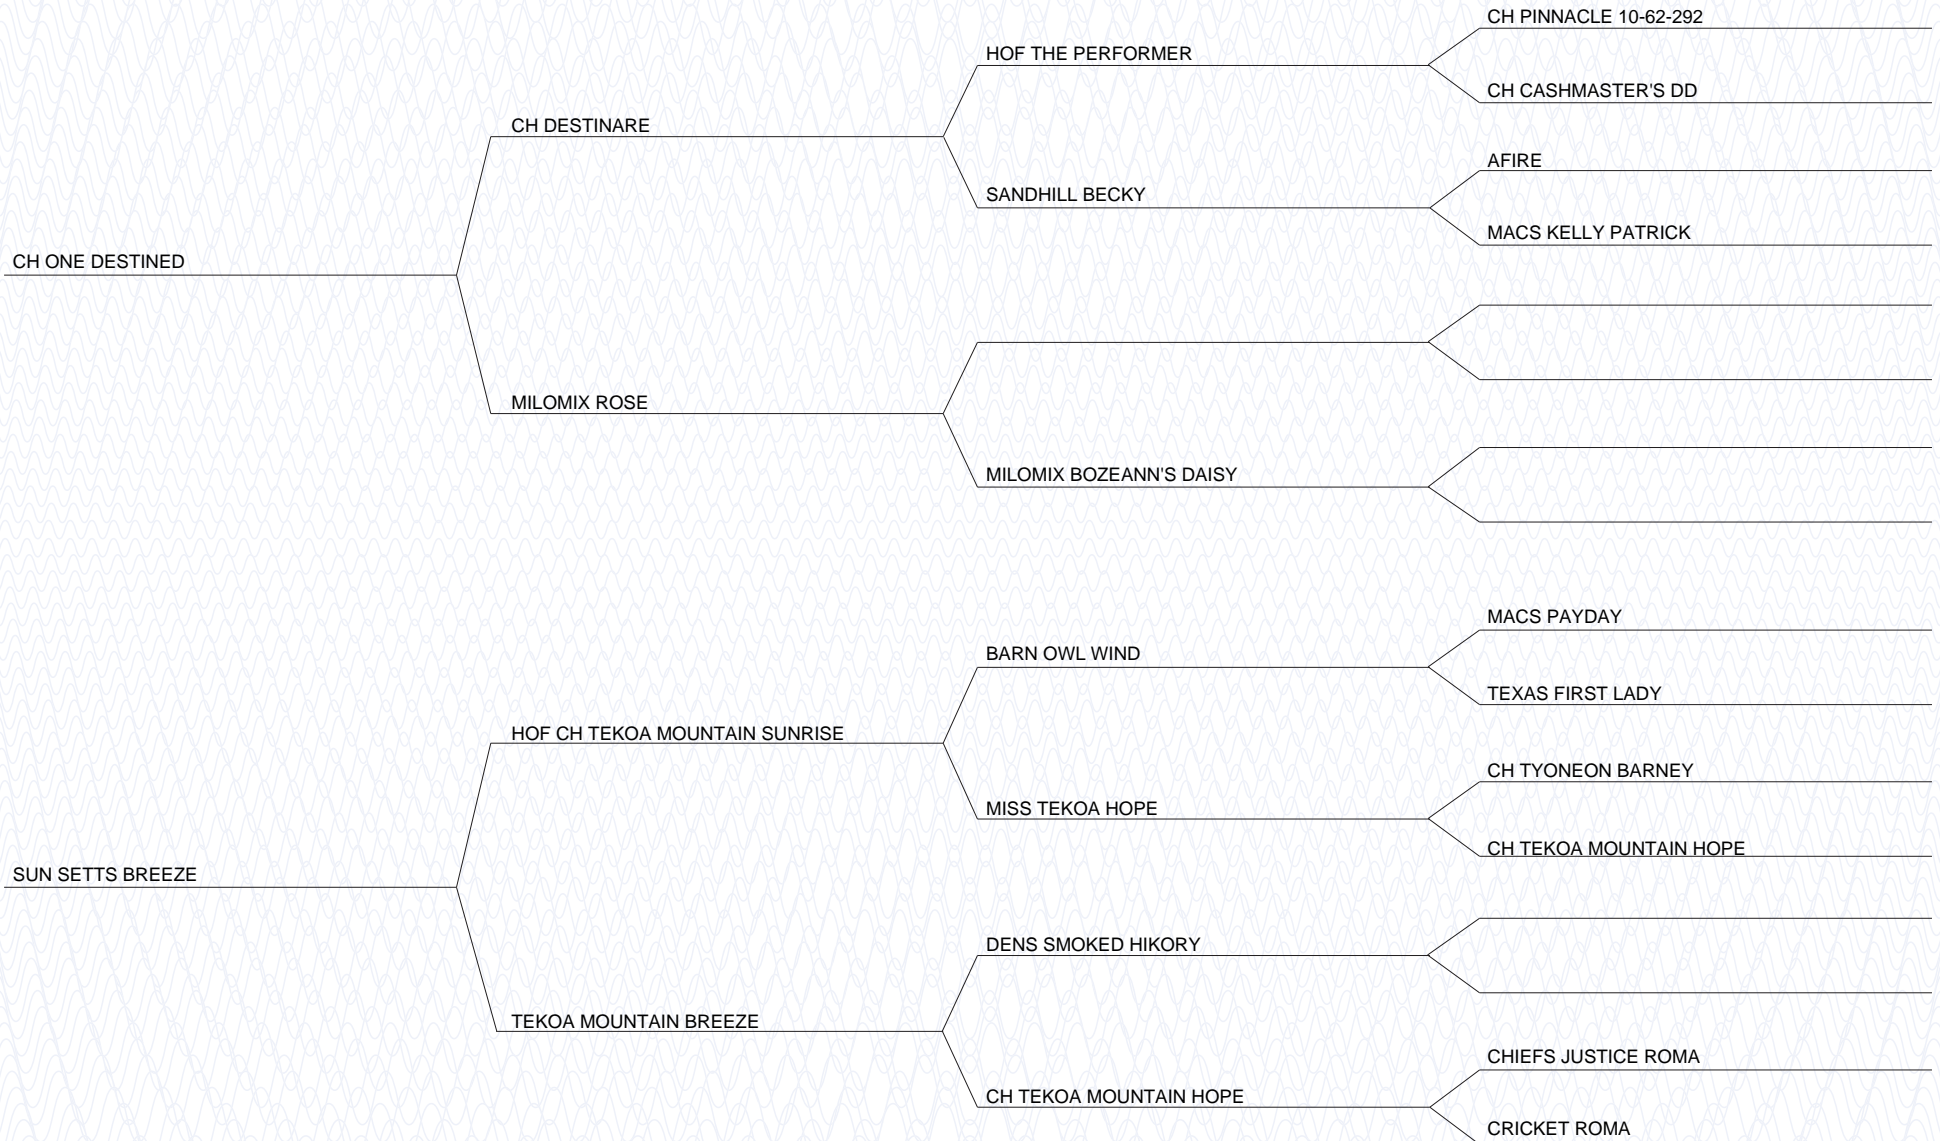 CH PINNACLE 10-62-292
HOF THE PERFORMER
CH CASHMASTER'S DD
CH DESTINARE
AFIRE
SANDHILL BECKY
MACS KELLY PATRICK
CH ONE DESTINED
MILOMIX ROSE
MILOMIX BOZEANN'S DAISY
MACS PAYDAY
BARN OWL WIND
TEXAS FIRST LADY
HOF CH TEKOA MOUNTAIN SUNRISE
CH TYONEON BARNEY
MISS TEKOA HOPE
CH TEKOA MOUNTAIN HOPE
SUN SETTS BREEZE
DENS SMOKED HIKORY
TEKOA MOUNTAIN BREEZE
CHIEFS JUSTICE ROMA
CH TEKOA MOUNTAIN HOPE
CRICKET ROMA